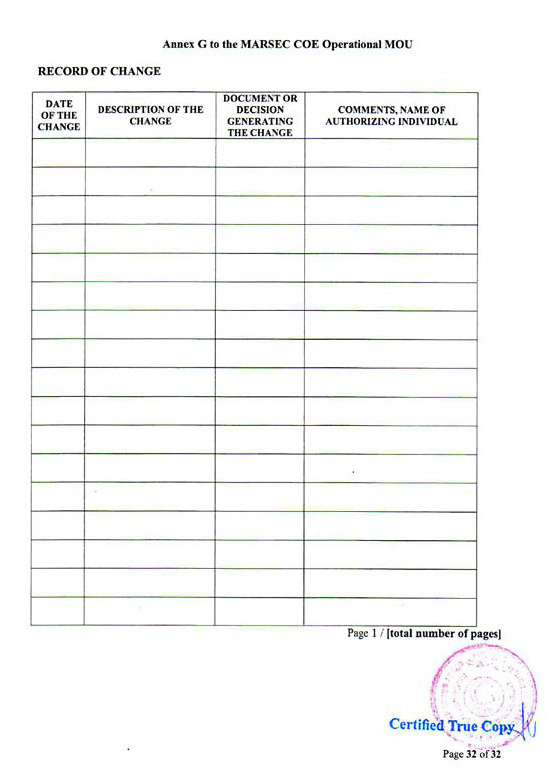 Annex G to the MARSEC COE Operational MOU
RECORD OF CHANGE
DATE
OF THE
CHANGE
DESCRIPTION OF THE
CHANGE
DOCUMENT OR
DECISION
GENERATING
THE CHANGE
COMMENTS, NAME OF
AUTHORIZING INDIVIDUAL
Page 1 / [total number of pages]
Certified True Copy
Page 32 of 32